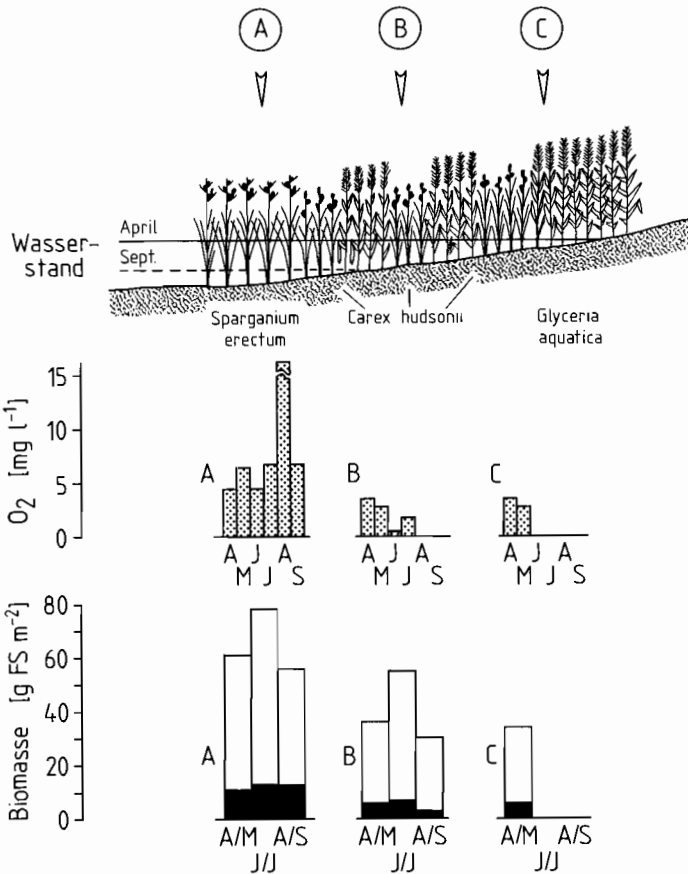 A B C
April
Wasser-
stand
Sept.
Sparganium
erectum
Carex hudsonii
Glyceria
aquatica
O₂ [mg l⁻¹]
15
10
5
0
A
B
C
A J A
M J S
A J A
M J S
A J A
M J S
Biomasse [g FS m⁻²]
80
60
40
20
0
A
B
C
A/M A/S
J/J
A/M A/S
J/J
A/M A/S
J/J